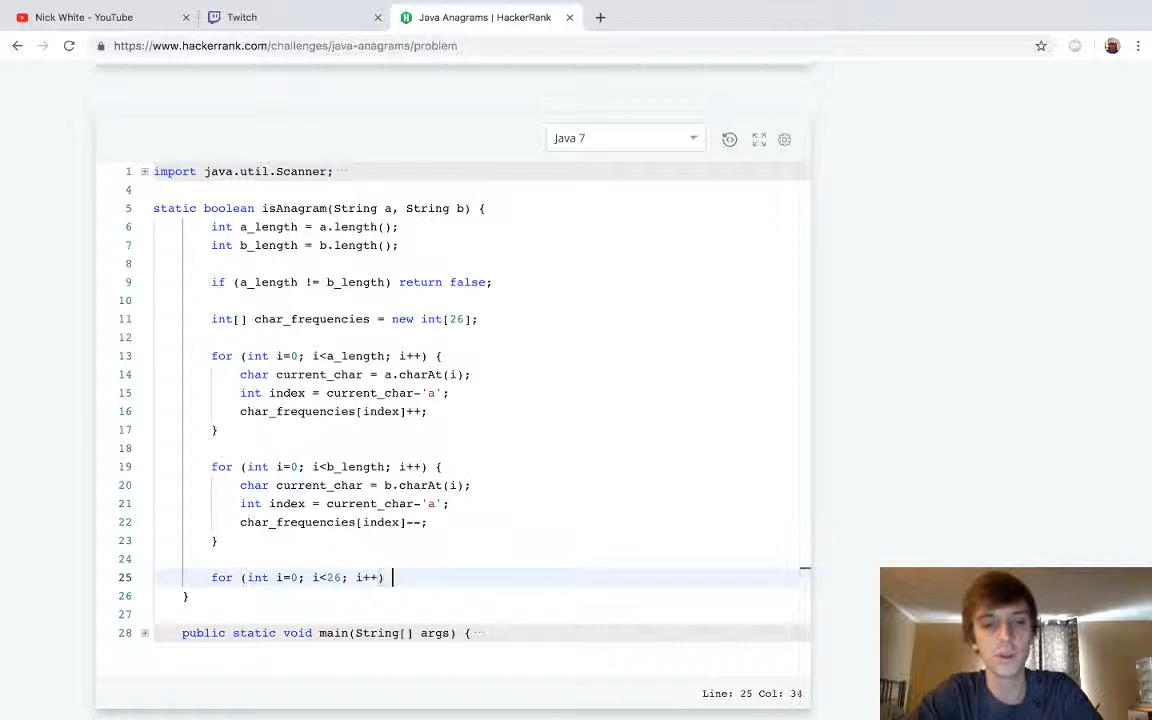 Nick White - YouTube
Twitch
Java Anagrams | HackerRank
https://www.hackerrank.com/challenges/java-anagrams/problem
Java 7
1 import java.util.Scanner; ...
4
5 static boolean isAnagram(String a, String b) {
6 int a_length = a.length();
7 int b_length = b.length();
8
9 if (a_length != b_length) return false;
10
11 int[] char_frequencies = new int[26];
12
13 for (int i=0; i<a_length; i++) {
14 char current_char = a.charAt(i);
15 int index = current_char-'a';
16 char_frequencies[index]++;
17 }
18
19 for (int i=0; i<b_length; i++) {
20 char current_char = b.charAt(i);
21 int index = current_char-'a';
22 char_frequencies[index]--;
23 }
24
25 for (int i=0; i<26; i++)
26 }
27
28 public static void main(String[] args) { ...
Line: 25 Col: 34